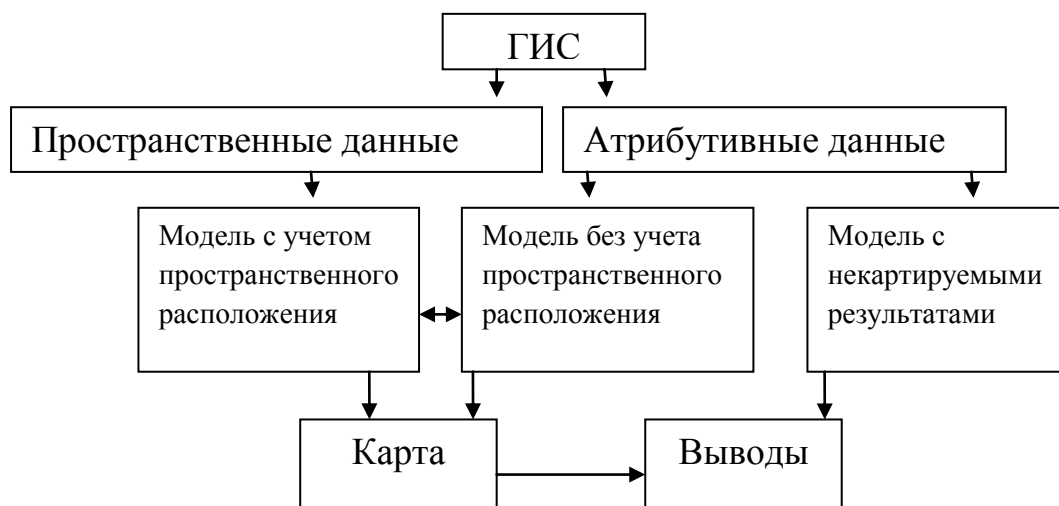 ГИС
Пространственные данные
Атрибутивные данные
Модель с учетом
пространственного
расположения
Модель без учета
пространственного
расположения
Модель с
некартируемыми
результатами
Карта
Выводы